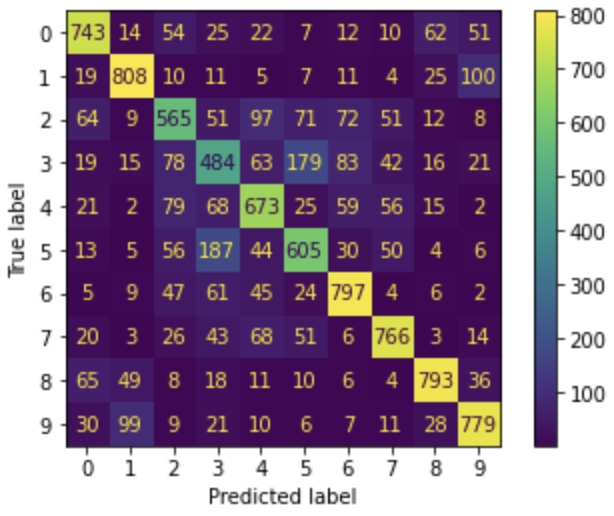 0 743 14 54 25 22 7 12 10 62 51
1 19 808 10 11 5 7 11 4 25 100
2 64 9 565 51 97 71 72 51 12 8
3 19 15 78 484 63 179 83 42 16 21
4 21 2 79 68 673 25 59 56 15 2
5 13 5 56 187 44 605 30 50 4 6
6 5 9 47 61 45 24 797 4 6 2
7 20 3 26 43 68 51 6 766 3 14
8 65 49 8 18 11 10 6 4 793 36
9 30 99 9 21 10 6 7 11 28 779
0 1 2 3 4 5 6 7 8 9
Predicted label
True label
800
700
600
500
400
300
200
100